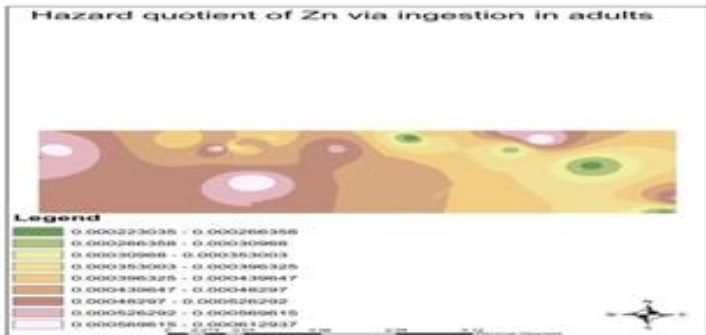 Hazard quotient of Zn via ingestion in adults
Legend
0.000223035 - 0.000266358
0.000266358 - 0.00030968
0.00030968 - 0.000353003
0.000353003 - 0.000396325
0.000396325 - 0.000439647
0.000439647 - 0.00048297
0.00048297 - 0.000526292
0.000526292 - 0.000569615
0.000569615 - 0.000612937